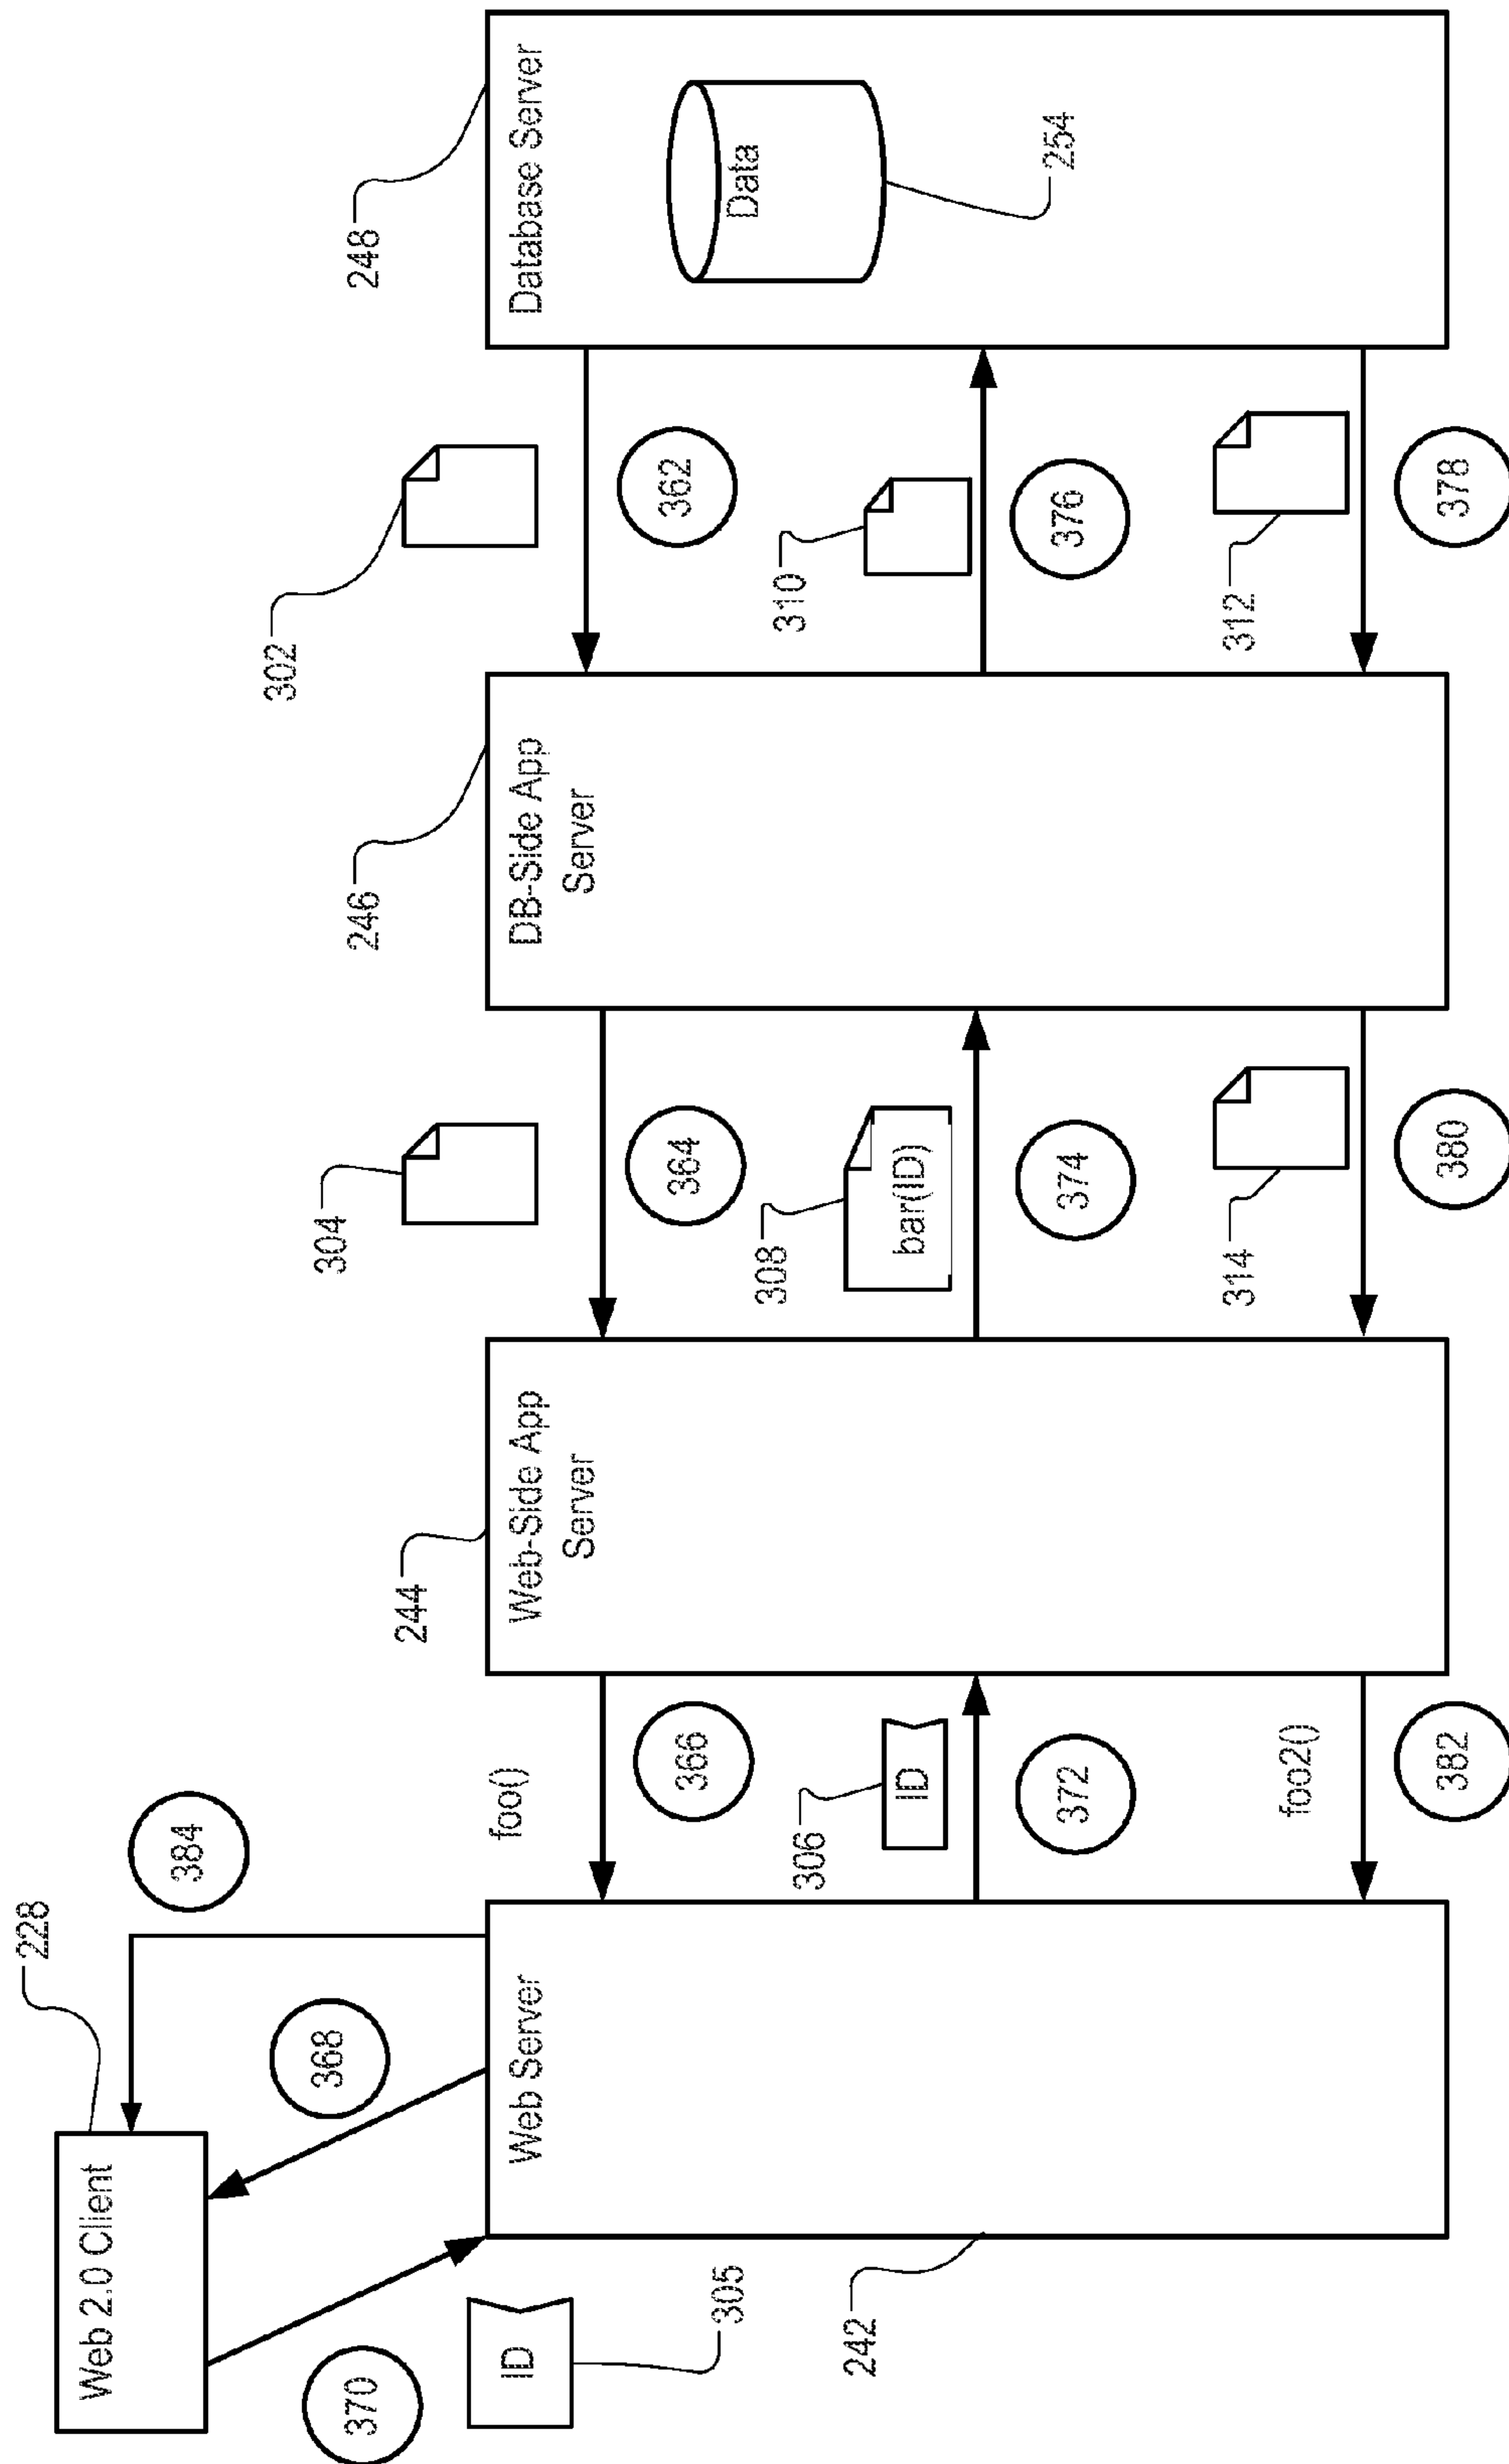 Web 2.0 Client
228
384
368
370
ID
305
Web Server
242
foo()
366
ID
306
372
foo2()
382
244
Web-Side App
Server
304
364
308
bar(ID)
374
314
380
246
DB-Side App
Server
302
362
310
376
312
378
248
Database Server
Data
254